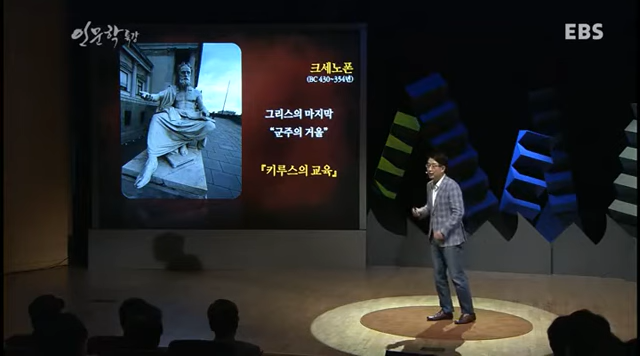 인문학 특강
EBS
크세노폰
(BC 430~354년)
그리스의 마지막
"군주의 거울"
『키루스의 교육』